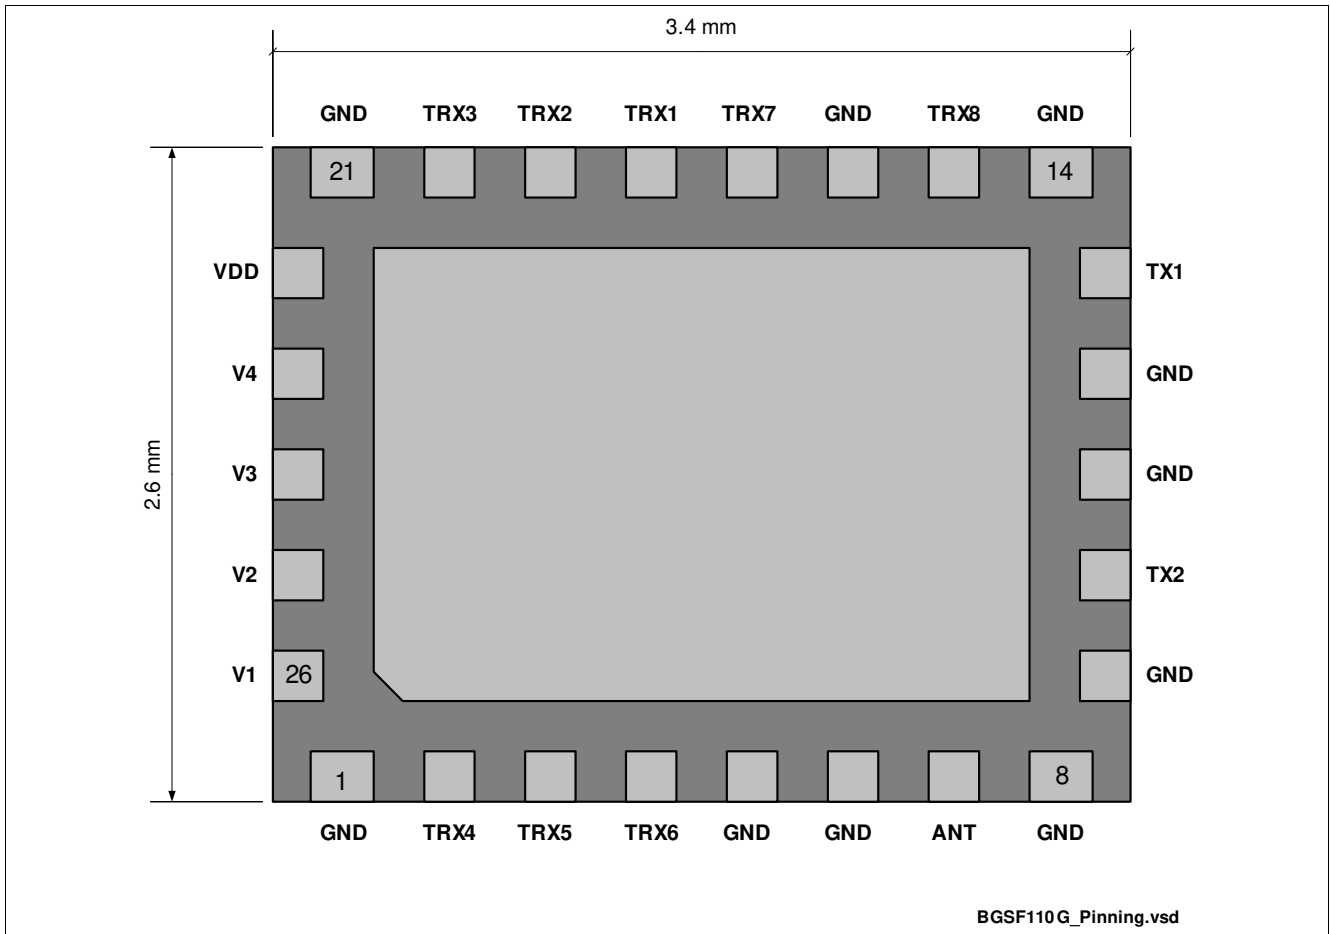 3.4 mm
GND TRX3 TRX2 TRX1 TRX7 GND TRX8 GND
21 14
VDD TX1
V4 GND
2.6 mm
V3 GND
V2 TX2
V1 26 GND
1 8
GND TRX4 TRX5 TRX6 GND GND ANT GND
BGSF110G_Pinning.vsd